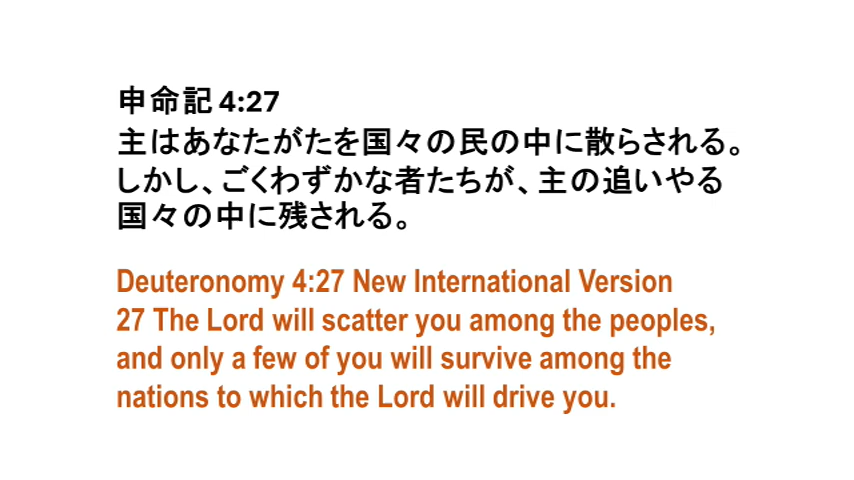 申命記 4:27
主はあなたがたを国々の民の中に散らされる。
しかし、ごくわずかな者たちが、主の追いやる
国々の中に残される。
Deuteronomy 4:27 New International Version
27 The Lord will scatter you among the peoples,
and only a few of you will survive among the
nations to which the Lord will drive you.